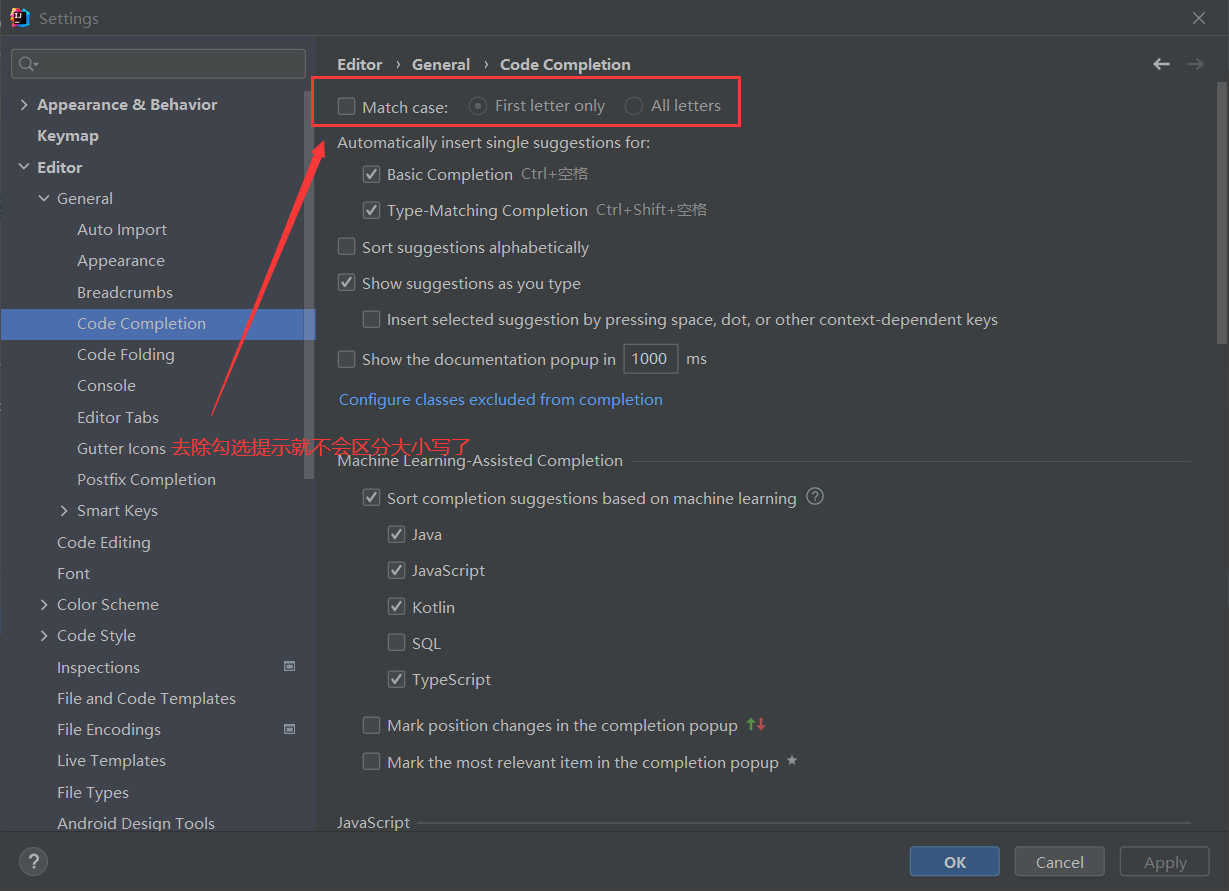 Settings
Appearance & Behavior
Keymap
Editor
General
Auto Import
Appearance
Breadcrumbs
Code Completion
Code Folding
Console
Editor Tabs
Gutter Icons
Postfix Completion
Smart Keys
Code Editing
Font
Color Scheme
Code Style
Inspections
File and Code Templates
File Encodings
Live Templates
File Types
Android Design Tools
Editor › General › Code Completion
Match case: First letter only All letters
Automatically insert single suggestions for:
Basic Completion Ctrl+空格
Type-Matching Completion Ctrl+Shift+空格
Sort suggestions alphabetically
Show suggestions as you type
Insert selected suggestion by pressing space, dot, or other context-dependent keys
Show the documentation popup in 1000 ms
Configure classes excluded from completion
去除勾选提示就不会区分大小写了
Machine Learning-Assisted Completion
Sort completion suggestions based on machine learning ?
Java
JavaScript
Kotlin
SQL
TypeScript
Mark position changes in the completion popup
Mark the most relevant item in the completion popup
JavaScript
?
OK Cancel Apply